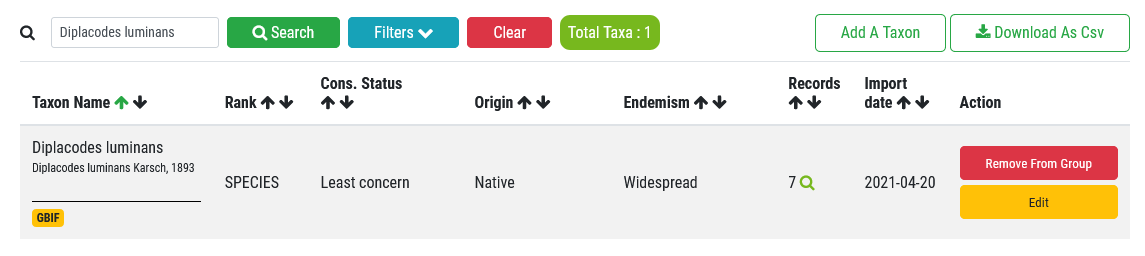 Diplacodes luminans Search Filters Clear Total Taxa : 1 Add A Taxon Download As Csv
Taxon Name Rank Cons. Status Origin Endemism Records Import date Action
Diplacodes luminans
Diplacodes luminans Karsch, 1893
GBIF
SPECIES Least concern Native Widespread 7 2021-04-20
Remove From Group
Edit